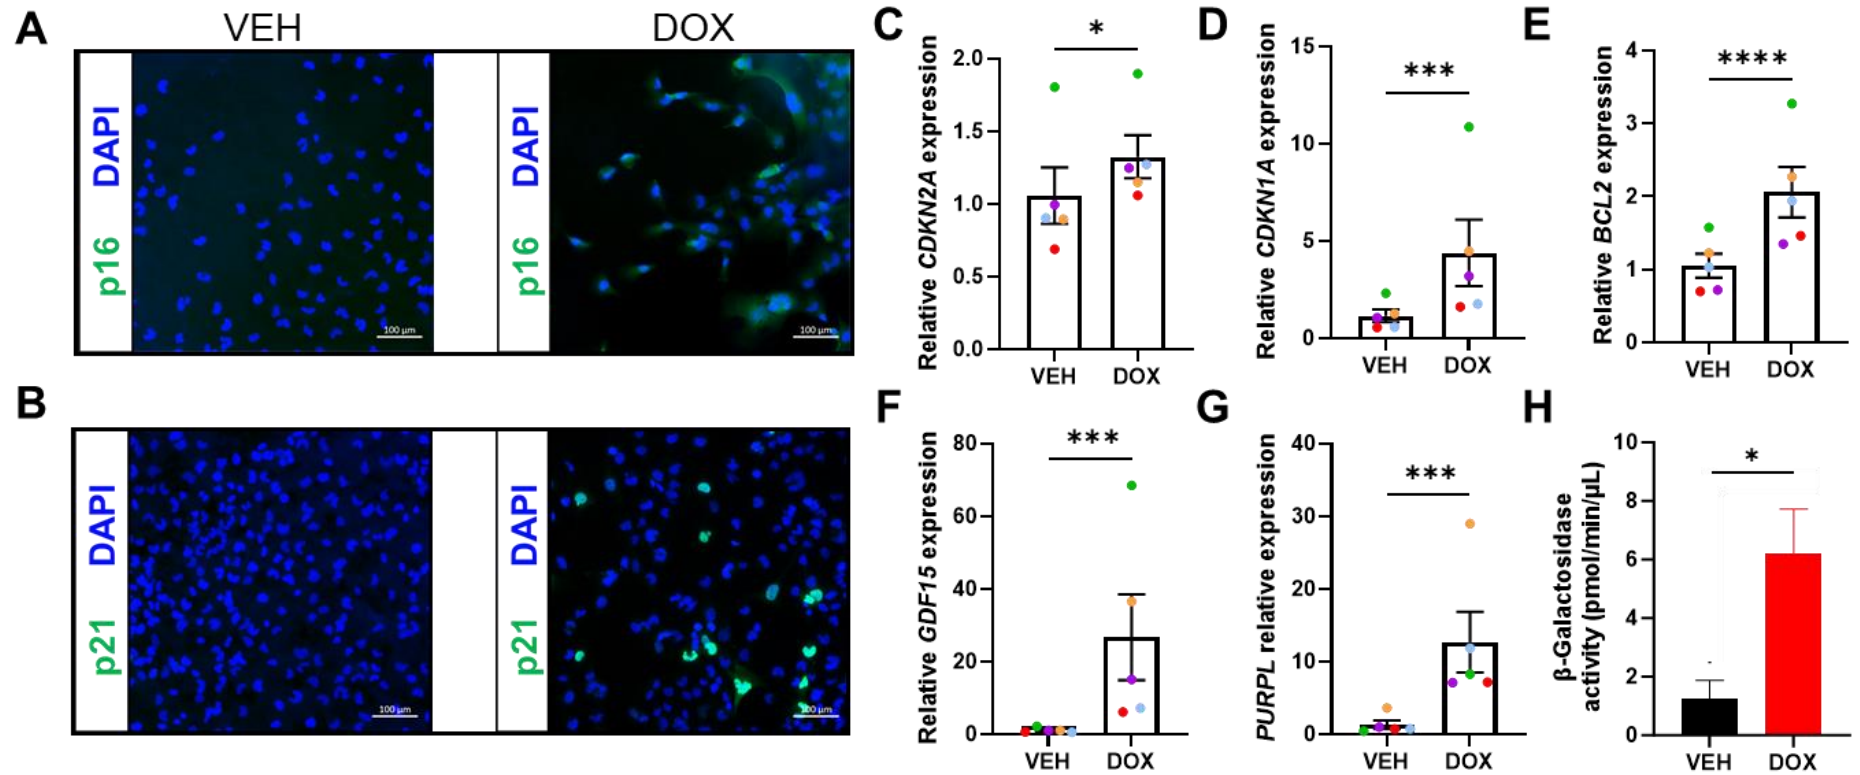 A
VEH
DOX
p16 DAPI
100 µm
p16 DAPI
100 µm
B
p21 DAPI
100 µm
p21 DAPI
100 µm
C
Relative CDKN2A expression
2.0
1.5
1.0
0.5
0.0
*
VEH
DOX
D
Relative CDKN1A expression
15
10
5
0
***
VEH
DOX
E
Relative BCL2 expression
4
3
2
1
0
****
VEH
DOX
F
Relative GDF15 expression
80
60
40
20
0
***
VEH
DOX
G
PURPL relative expression
40
30
20
10
0
***
VEH
DOX
H
β-Galactosidase
activity (pmol/min/µL)
10
8
6
4
2
0
*
VEH
DOX